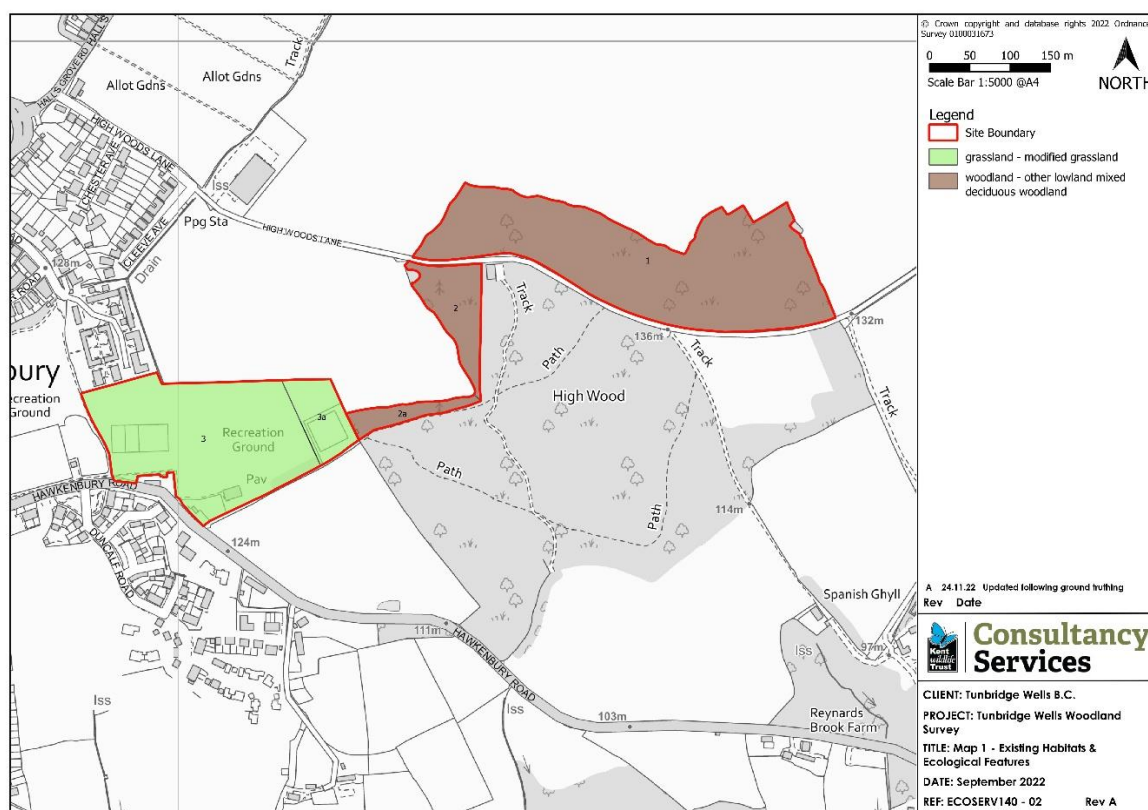 Allot Gdns
Allot Gdns
Track
HALL'S GROVE RD
HALL'S
HIGH WOODS LANE
CHESTER AVE
CLEEVE AVE
Iss
Ppg Sta
HIGH WOODS LANE
128m
Drain
1
2
Track
132m
136m
Track
Path
Track
bury
ecreation
Ground
3a
2a
High Wood
3
Recreation
Ground
Path
Pav
Path
HAWKENBURY ROAD
114m
124m
DUNCALE ROAD
Spanish Ghyll
111m
HAWKENBURY ROAD
97m
Iss
Iss
Iss
103m
Reynards
Brook Farm
© Crown copyright and database rights 2022 Ordnance
Survey 0100031673
0 50 100 150 m
Scale Bar 1:5000 @A4
NORTH
Legend
Site Boundary
grassland - modified grassland
woodland - other lowland mixed
deciduous woodland
A 24.11.22 Updated following ground truthing
Rev Date
Kent
wildlife
Trust
Consultancy
Services
CLIENT: Tunbridge Wells B.C.
PROJECT: Tunbridge Wells Woodland
Survey
TITLE: Map 1 - Existing Habitats &
Ecological Features
DATE: September 2022
REF: ECOSERV140 - 02 Rev A